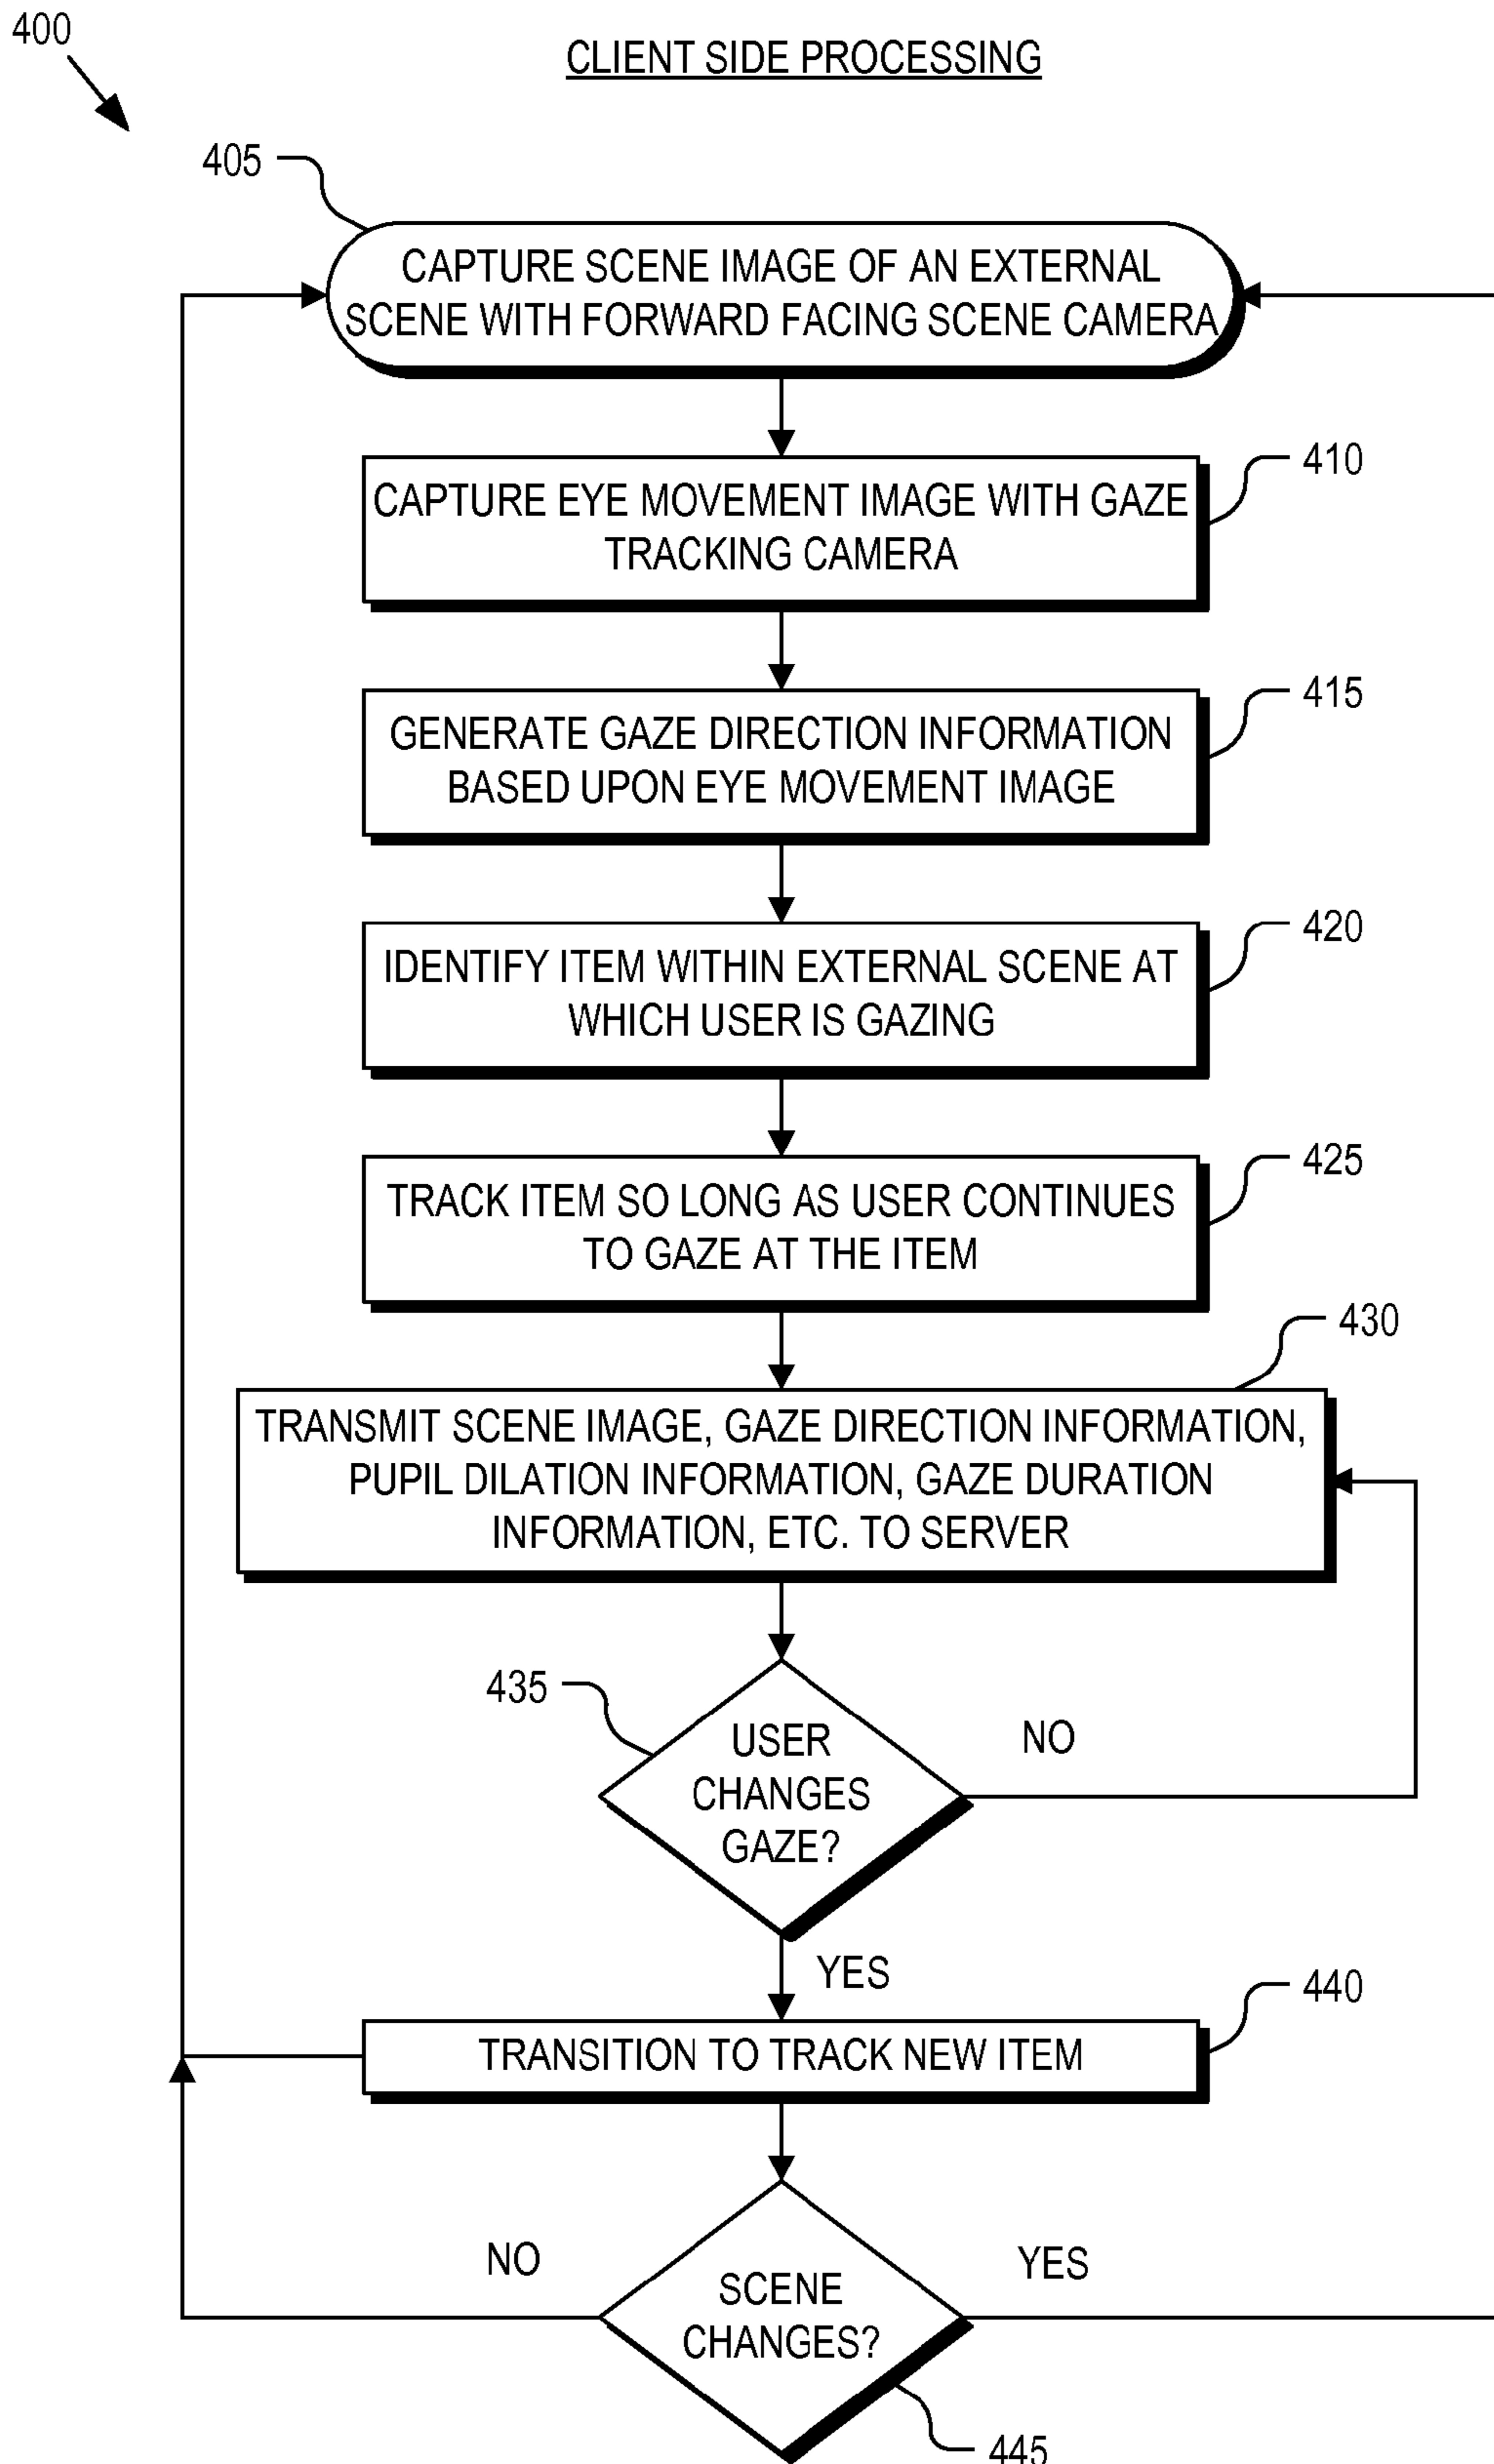 400
CLIENT SIDE PROCESSING
405
CAPTURE SCENE IMAGE OF AN EXTERNAL
SCENE WITH FORWARD FACING SCENE CAMERA
410
CAPTURE EYE MOVEMENT IMAGE WITH GAZE
TRACKING CAMERA
415
GENERATE GAZE DIRECTION INFORMATION
BASED UPON EYE MOVEMENT IMAGE
420
IDENTIFY ITEM WITHIN EXTERNAL SCENE AT
WHICH USER IS GAZING
425
TRACK ITEM SO LONG AS USER CONTINUES
TO GAZE AT THE ITEM
430
TRANSMIT SCENE IMAGE, GAZE DIRECTION INFORMATION,
PUPIL DILATION INFORMATION, GAZE DURATION
INFORMATION, ETC. TO SERVER
435
USER
CHANGES
GAZE?
NO
YES
440
TRANSITION TO TRACK NEW ITEM
NO
SCENE
CHANGES?
YES
445